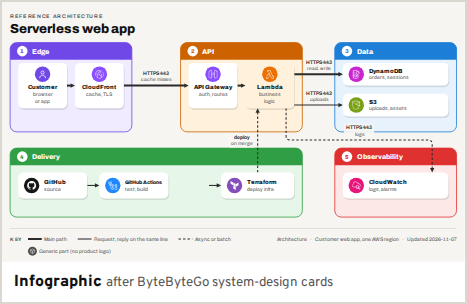 REFERENCE ARCHITECTURE
Serverless web app
1 Edge
Customer
browser
or app
CloudFront
cache, TLS
HTTPS 443
cache misses
2 API
API Gateway
auth, routes
Lambda
business
logic
HTTPS 443
read, write
HTTPS 443
uploads
3 Data
DynamoDB
orders, sessions
S3
uploads, assets
HTTPS 443
logs
deploy
on merge
4 Delivery
GitHub
source
GitHub Actions
test, build
Terraform
deploy infra
5 Observability
CloudWatch
logs, alarms
KEY
Main path
Request, reply on the same line
Async or batch
Architecture · Customer web app, one AWS region · Updated 2026-11-07
Generic part (no product logo)
Infographic after ByteByteGo system-design cards